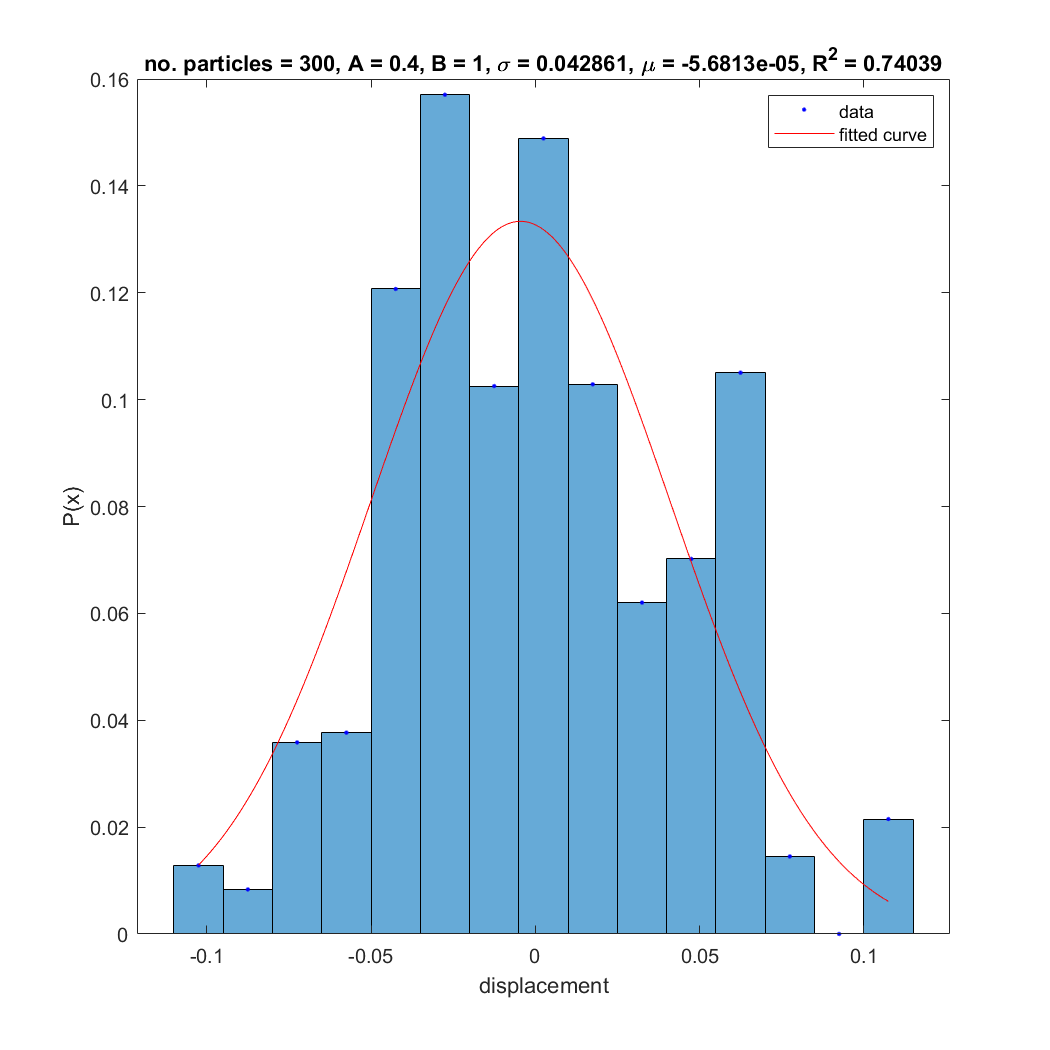 no. particles = 300, A = 0.4, B = 1, σ = 0.042861, μ = -5.6813e-05, R² = 0.74039
0.16
data
fitted curve
0.14
0.12
0.1
P(x)
0.08
0.06
0.04
0.02
0
-0.1 -0.05 0 0.05 0.1
displacement